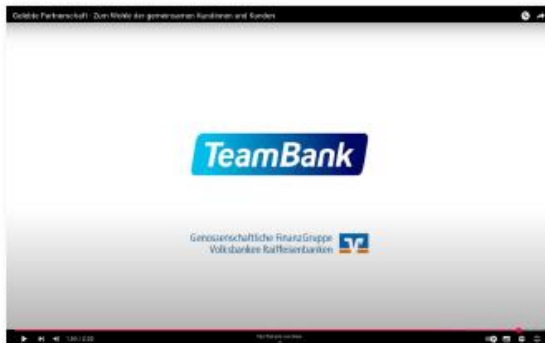 Gelebte Partnerschaft - Zum Wohle der gemeinsamen Kundinnen und Kunden
TeamBank
Genossenschaftliche FinanzGruppe
Volksbanken Raiffeisenbanken